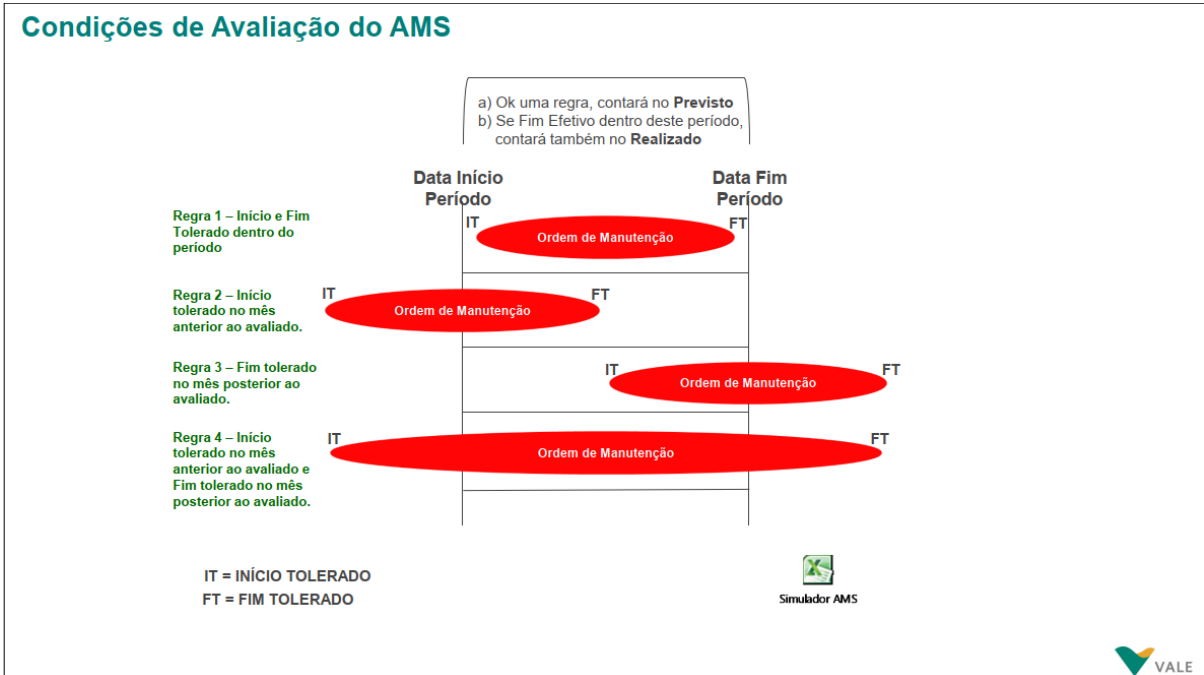 Condições de Avaliação do AMS
a) Ok uma regra, contará no Previsto
b) Se Fim Efetivo dentro deste período,
contará também no Realizado
Data Início
Período
Data Fim
Período
Regra 1 – Início e Fim
Tolerado dentro do
período
IT
Ordem de Manutenção
FT
Regra 2 – Início
tolerado no mês
anterior ao avaliado.
IT
Ordem de Manutenção
FT
Regra 3 – Fim tolerado
no mês posterior ao
avaliado.
IT
Ordem de Manutenção
FT
Regra 4 – Início
tolerado no mês
anterior ao avaliado e
Fim tolerado no mês
posterior ao avaliado.
IT
Ordem de Manutenção
FT
IT = INÍCIO TOLERADO
FT = FIM TOLERADO
Simulador AMS
VALE